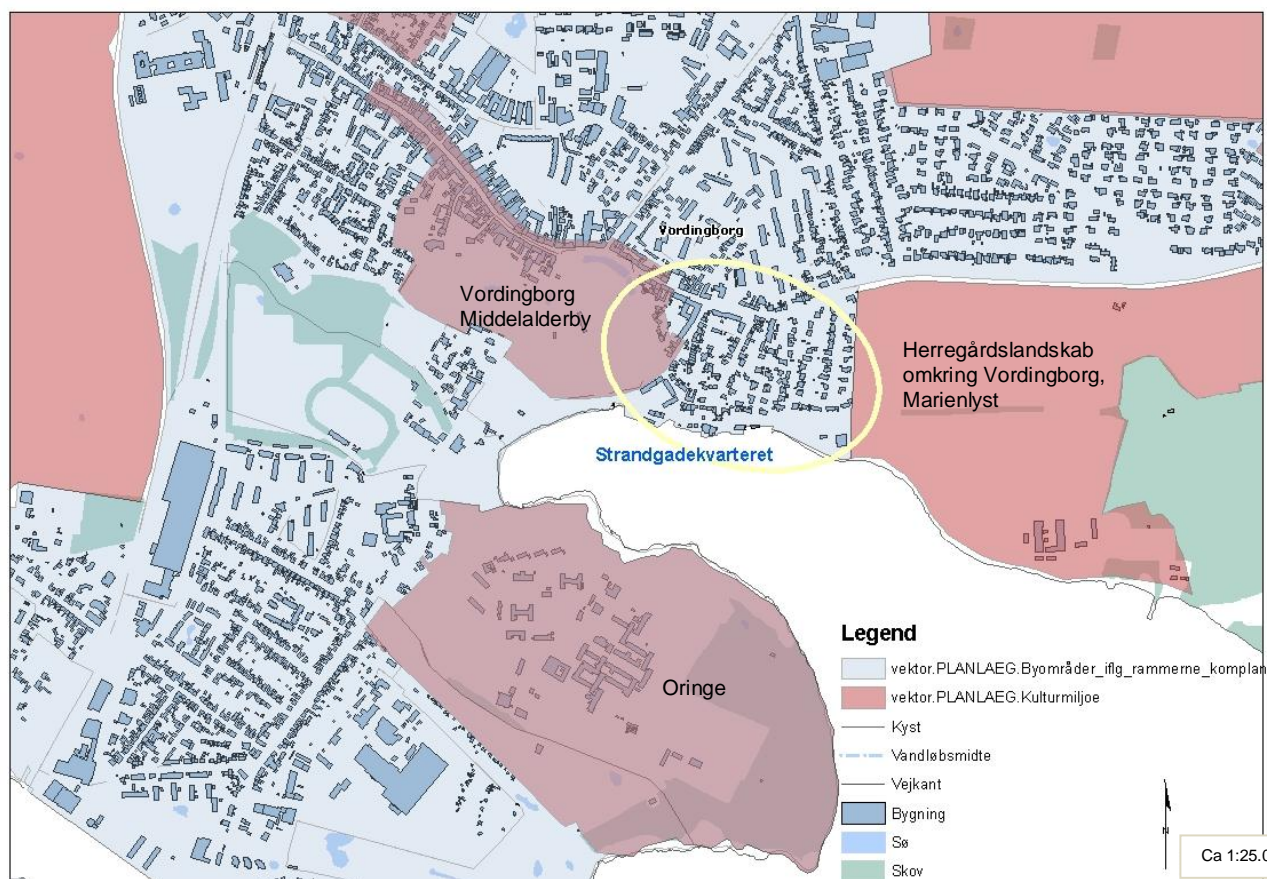 Vordingborg
Vordingborg
Middelalderby
Herregårdslandskab
omkring Vordingborg,
Marienlyst
Strandgadekvarteret
Oringe
Legend
vektor.PLANLAEG.Byområder_iflg_rammerne_komplan
vektor.PLANLAEG.Kulturmiljoe
Kyst
Vandløbsmidte
Vejkant
Bygning
Sø
Skov
N
Ca 1:25.0